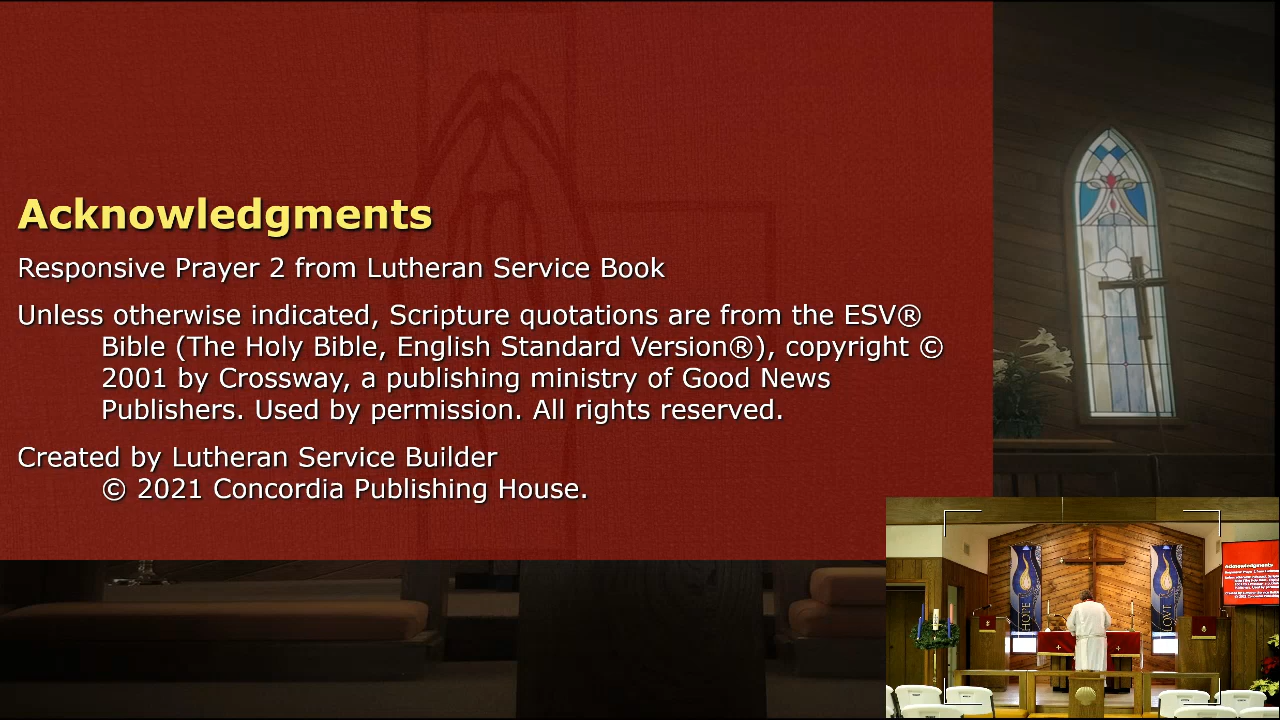 Acknowledgments
Responsive Prayer 2 from Lutheran Service Book
Unless otherwise indicated, Scripture quotations are from the ESV®
Bible (The Holy Bible, English Standard Version®), copyright ©
2001 by Crossway, a publishing ministry of Good News
Publishers. Used by permission. All rights reserved.
Created by Lutheran Service Builder
© 2021 Concordia Publishing House.
HOPE
LOVE
Acknowledgments